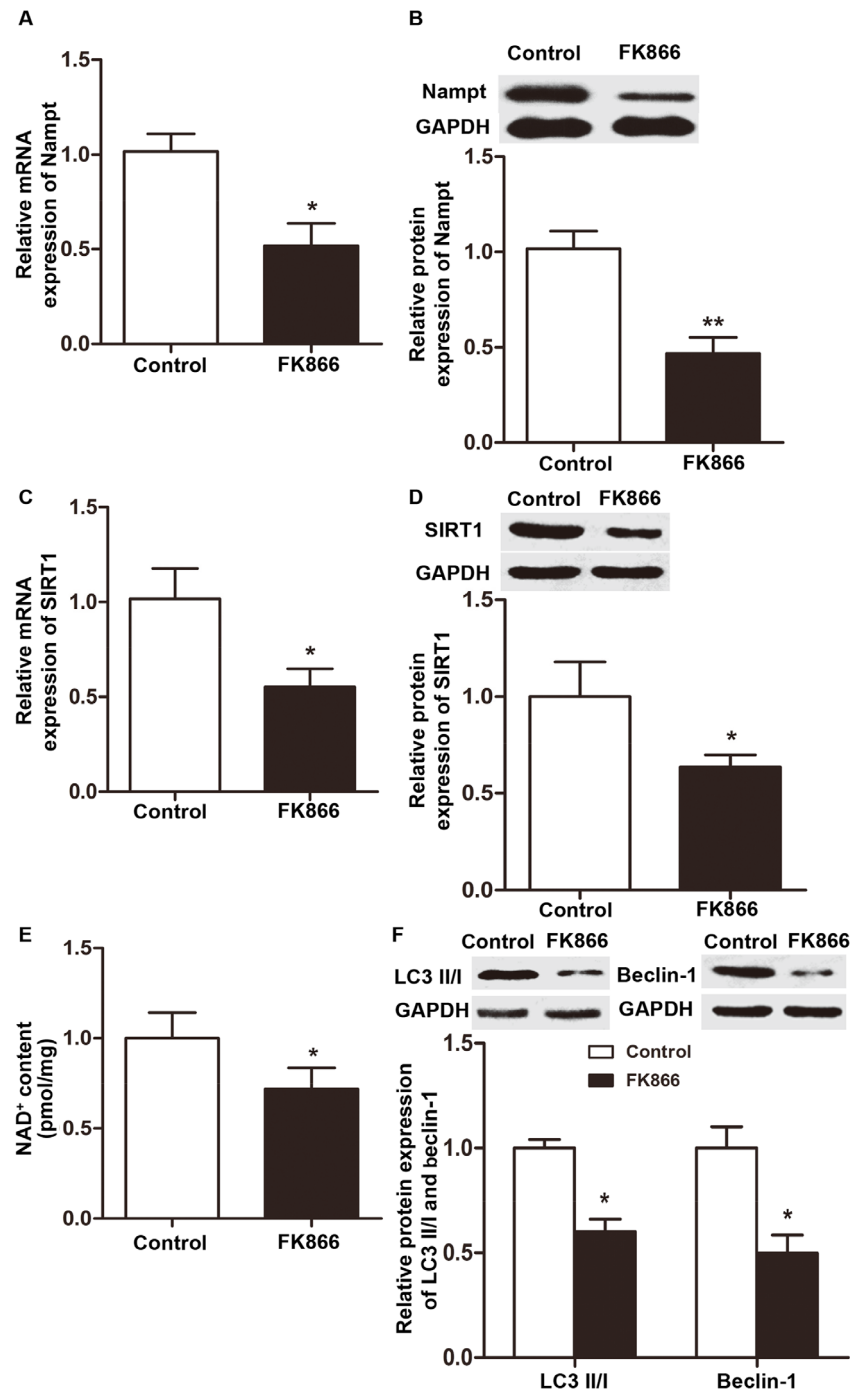 A
Relative mRNA
expression of Nampt
1.5
1.0
0.5
0.0
*
Control
FK866
B
Control
FK866
Nampt
GAPDH
Relative protein
expression of Nampt
1.5
1.0
0.5
0.0
**
Control
FK866
C
Relative mRNA
expression of SIRT1
1.5
1.0
0.5
0.0
*
Control
FK866
D
Control
FK866
SIRT1
GAPDH
Relative protein
expression of SIRT1
1.5
1.0
0.5
0.0
*
Control
FK866
E
NAD+ content
(pmol/mg)
1.5
1.0
0.5
0.0
*
Control
FK866
F
Control
FK866
LC3 II/I
GAPDH
Control
FK866
Beclin-1
GAPDH
Relative protein expression
of LC3 II/I and beclin-1
1.5
1.0
0.5
0.0
Control
FK866
*
*
LC3 II/I
Beclin-1